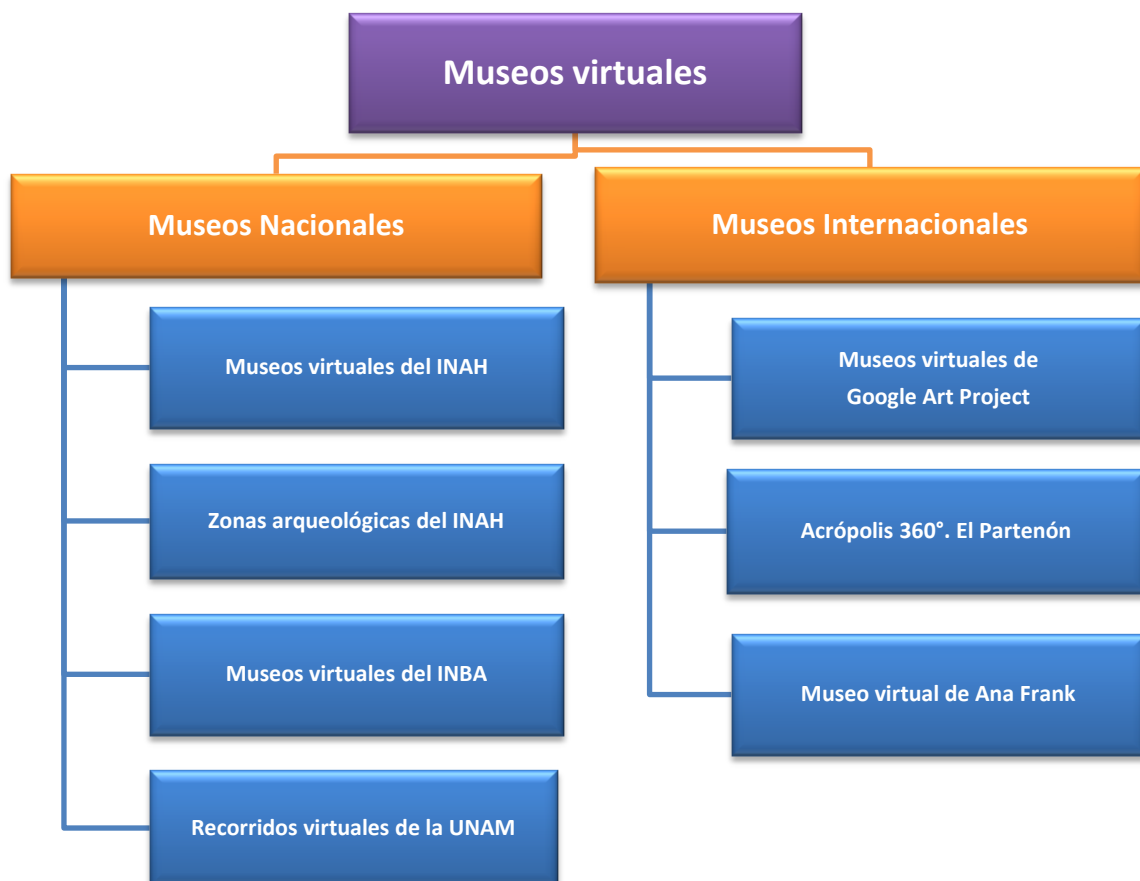 Museos virtuales
Museos Nacionales
Museos virtuales del INAH
Zonas arqueológicas del INAH
Museos virtuales del INBA
Recorridos virtuales de la UNAM
Museos Internacionales
Museos virtuales de
Google Art Project
Acrópolis 360°. El Partenón
Museo virtual de Ana Frank